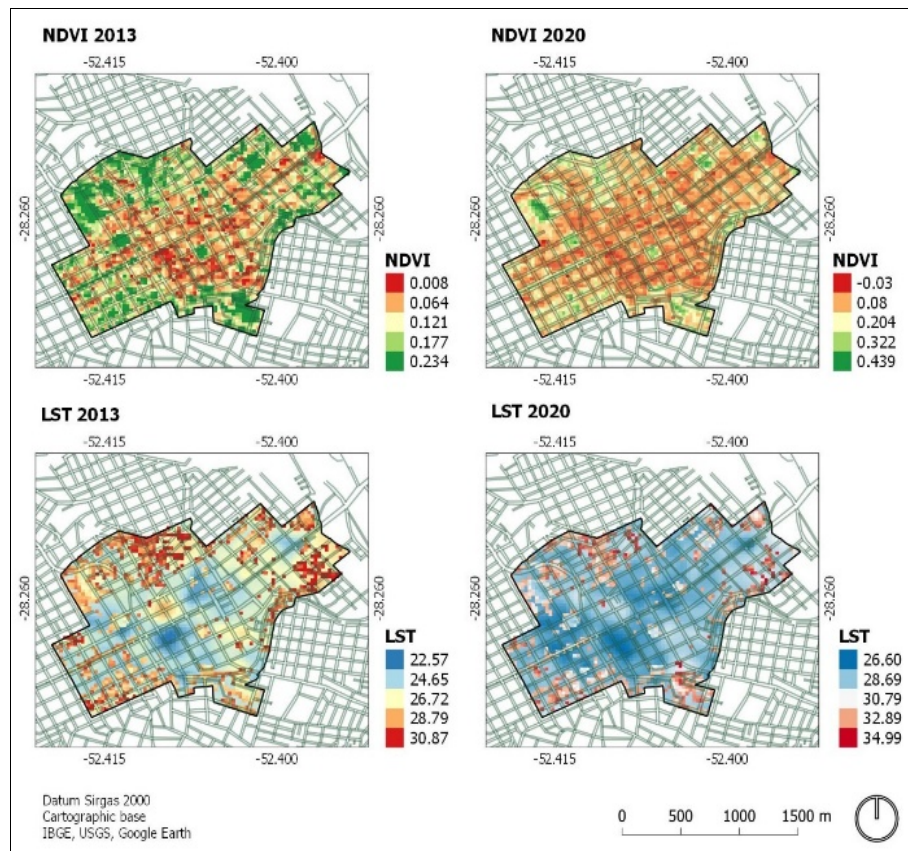 NDVI 2013
-52.415 -52.400
-28.260
-28.260
NDVI
0.008
0.064
0.121
0.177
0.234
-52.415 -52.400
NDVI 2020
-52.415 -52.400
-28.260
NDVI
-0.03
0.08
0.204
0.322
0.439
-52.415 -52.400
LST 2013
-52.415 -52.400
-28.260
-28.260
LST
22.57
24.65
26.72
28.79
30.87
-52.415 -52.400
LST 2020
-52.415 -52.400
-28.260
LST
26.60
28.69
30.79
32.89
34.99
-52.415 -52.400
Datum Sirgas 2000
Cartographic base
IBGE, USGS, Google Earth
0 500 1000 1500 m